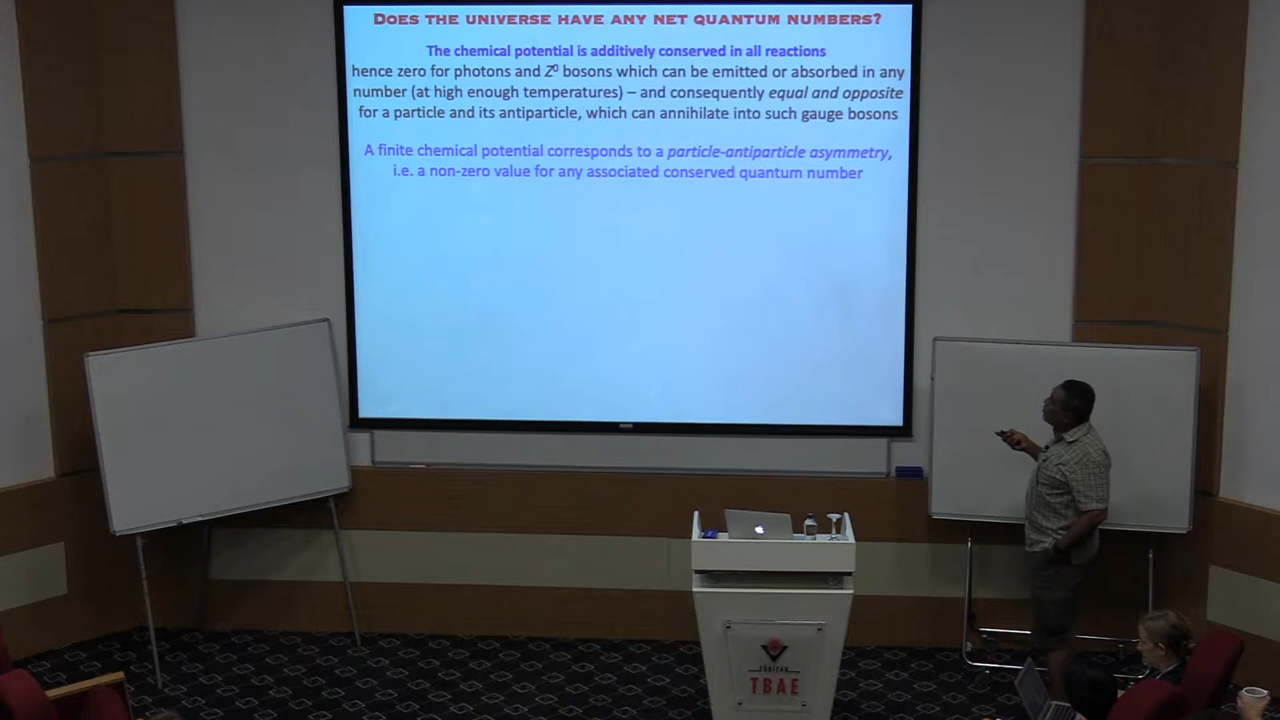 DOES THE UNIVERSE HAVE ANY NET QUANTUM NUMBERS?
The chemical potential is additively conserved in all reactions
hence zero for photons and Z⁰ bosons which can be emitted or absorbed in any
number (at high enough temperatures) – and consequently equal and opposite
for a particle and its antiparticle, which can annihilate into such gauge bosons
A finite chemical potential corresponds to a particle-antiparticle asymmetry,
i.e. a non-zero value for any associated conserved quantum number
TBAE